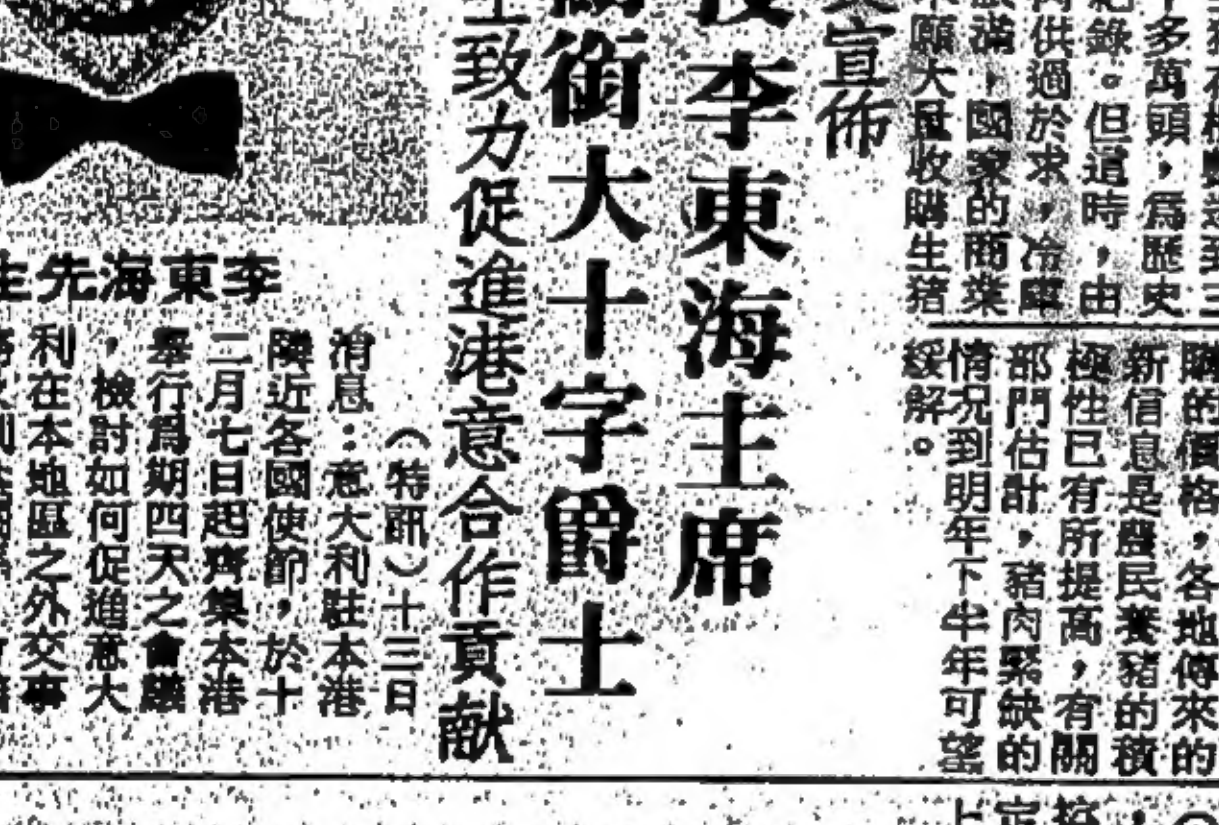 多萬頭，爲歷史
紀錄。但這時，由
供過於求，冷藏
滿，國家的商業
願大量收購生猪
購的價格，各地傳來的
新信息是農民養猪的積
極性已有所提高，有關
部門估計，豬肉緊缺的
情况到明年下半年可望
緩解。
宣佈
李東海主席
銜大十字爵士
致力促進港意合作貢献
李東海先生
（特訊）十三日
消息：意大利駐本港
隣近各國使節，於十
二月七日起齊集本港
舉行爲期四天之會議
，檢討如何促進意大
利在本地區之外交事